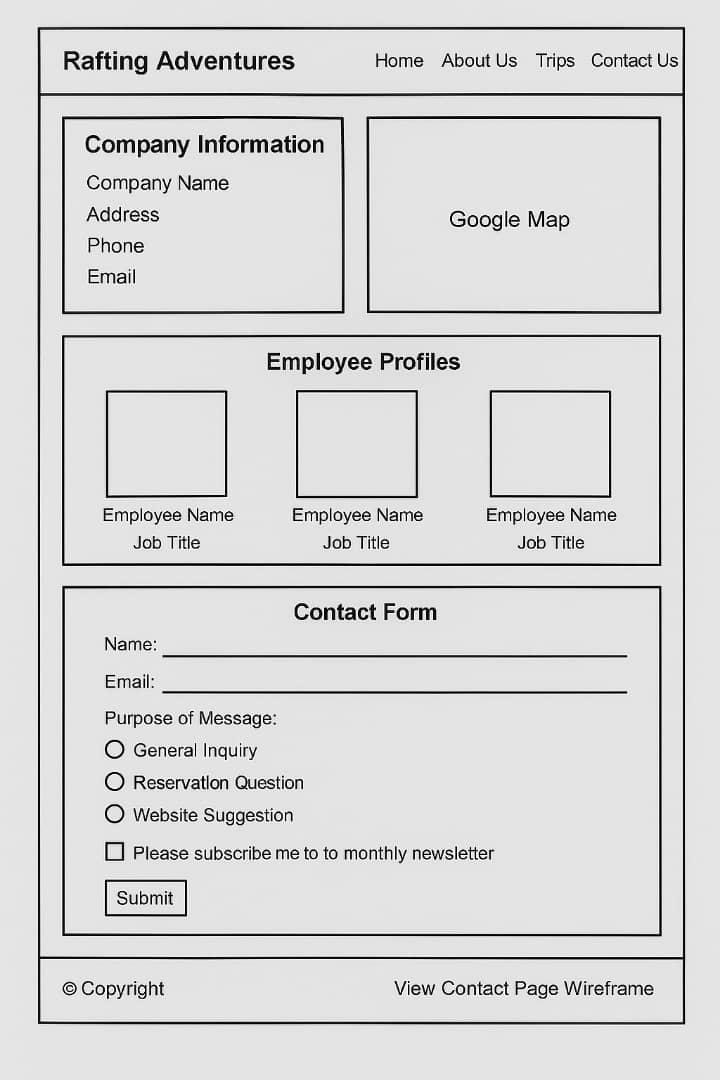 Rafting Adventures
Home About Us Trips Contact Us
Company Information
Company Name
Address
Phone
Email
Google Map
Employee Profiles
Employee Name Employee Name Employee Name
Job Title Job Title Job Title
Contact Form
Name:
Email:
Purpose of Message:
General Inquiry
Reservation Question
Website Suggestion
Please subscribe me to to monthly newsletter
Submit
© Copyright
View Contact Page Wireframe